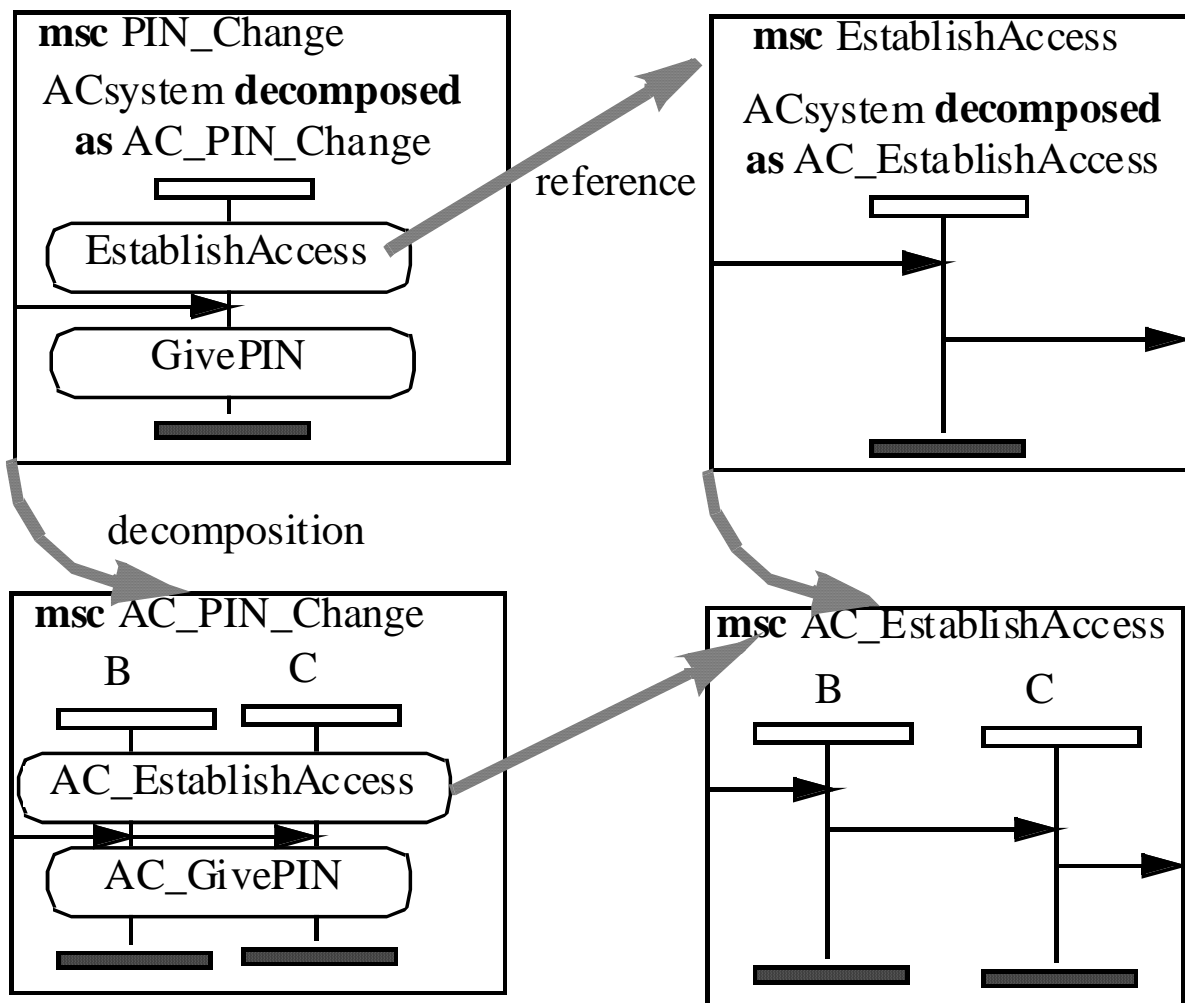 msc PIN_Change
ACsystem decomposed
as AC_PIN_Change
EstablishAccess
GivePIN
reference
msc EstablishAccess
ACsystem decomposed
as AC_EstablishAccess
decomposition
msc AC_PIN_Change
B C
AC_EstablishAccess
AC_GivePIN
msc AC_EstablishAccess
B C